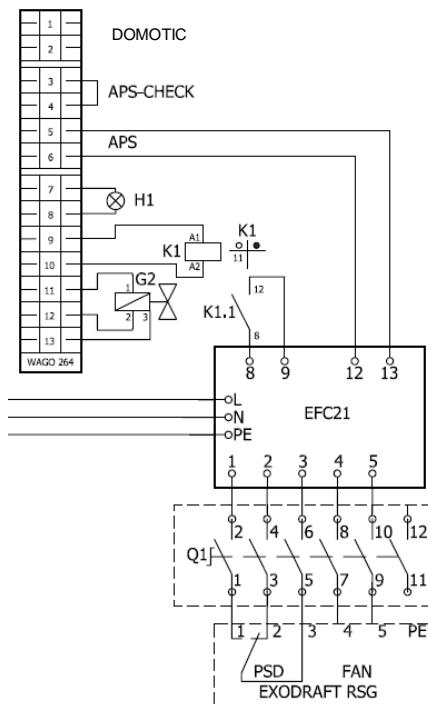 1
DOMOTIC
2
3
APS-CHECK
4
5
APS
6
7
H1
8
9
A1
K1
K1
11
10
A2
G2
11
1
12
K1.1
12
2 3
8
13
WAGO 264
8 9 12 13
L
EFC21
N
PE
1 2 3 4 5
2 4 6 8 10 12
Q1
1 3 5 7 9 11
1 2 3 4 5 PE
PSD FAN
EXODRAFT RSG